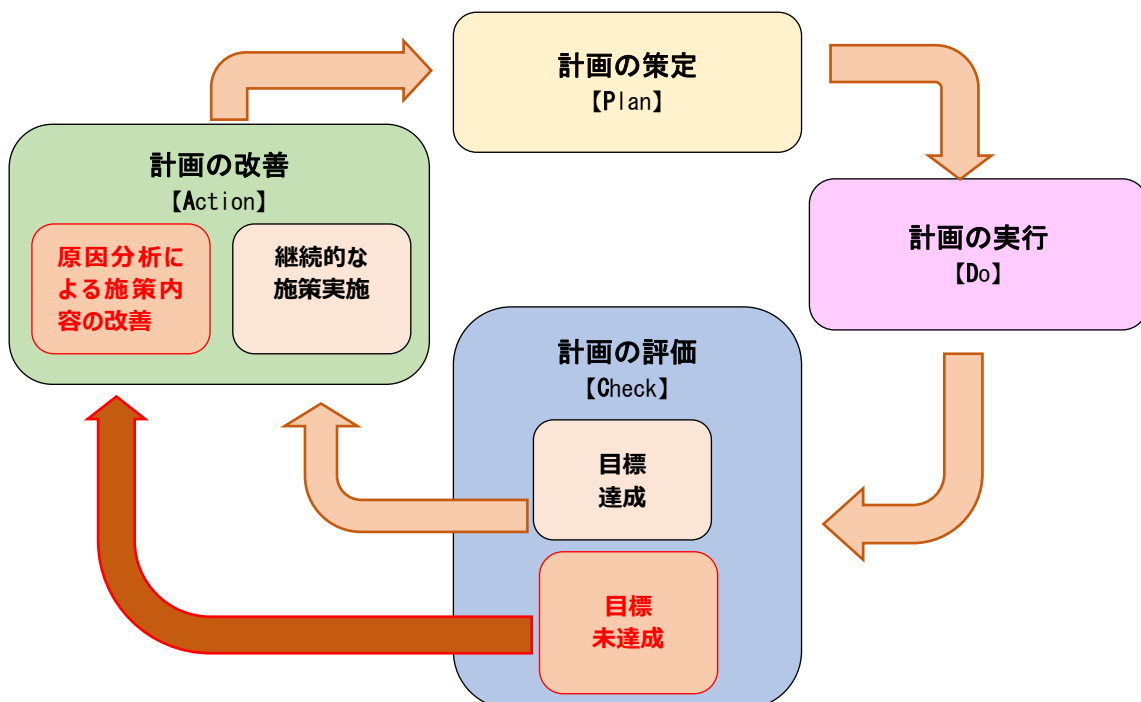 計画の策定
【Plan】
計画の実行
【Do】
計画の評価
【Check】
目標
達成
目標
未達成
計画の改善
【Action】
原因分析に
よる施策内
容の改善
継続的な
施策実施